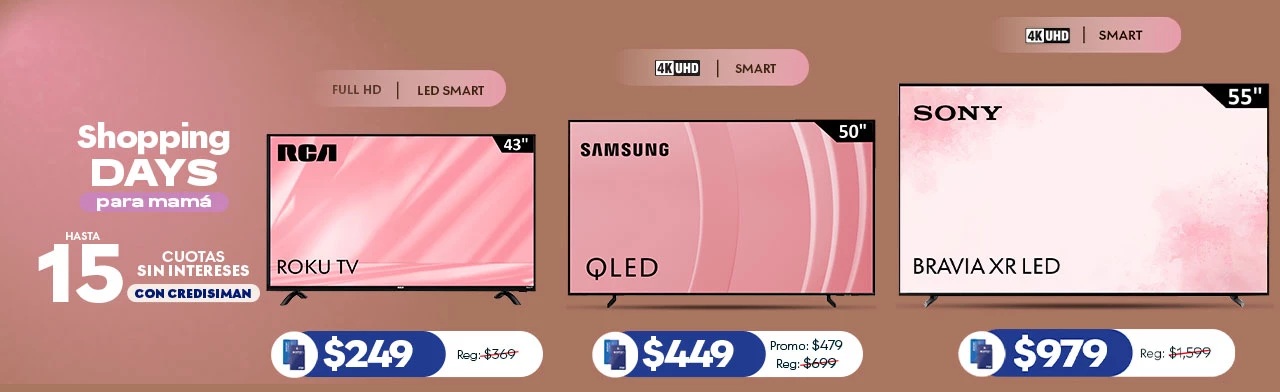 Shopping
DAYS
para mamá
HASTA
15
CUOTAS
SIN INTERESES
CON CREDISIMAN
FULL HD | LED SMART
RCA
43"
ROKU TV
$249
Reg: $369
4K UHD | SMART
SAMSUNG
50"
QLED
$449
Promo: $479
Reg: $699
4K UHD | SMART
SONY
55"
BRAVIA XR LED
$979
Reg: $1,599